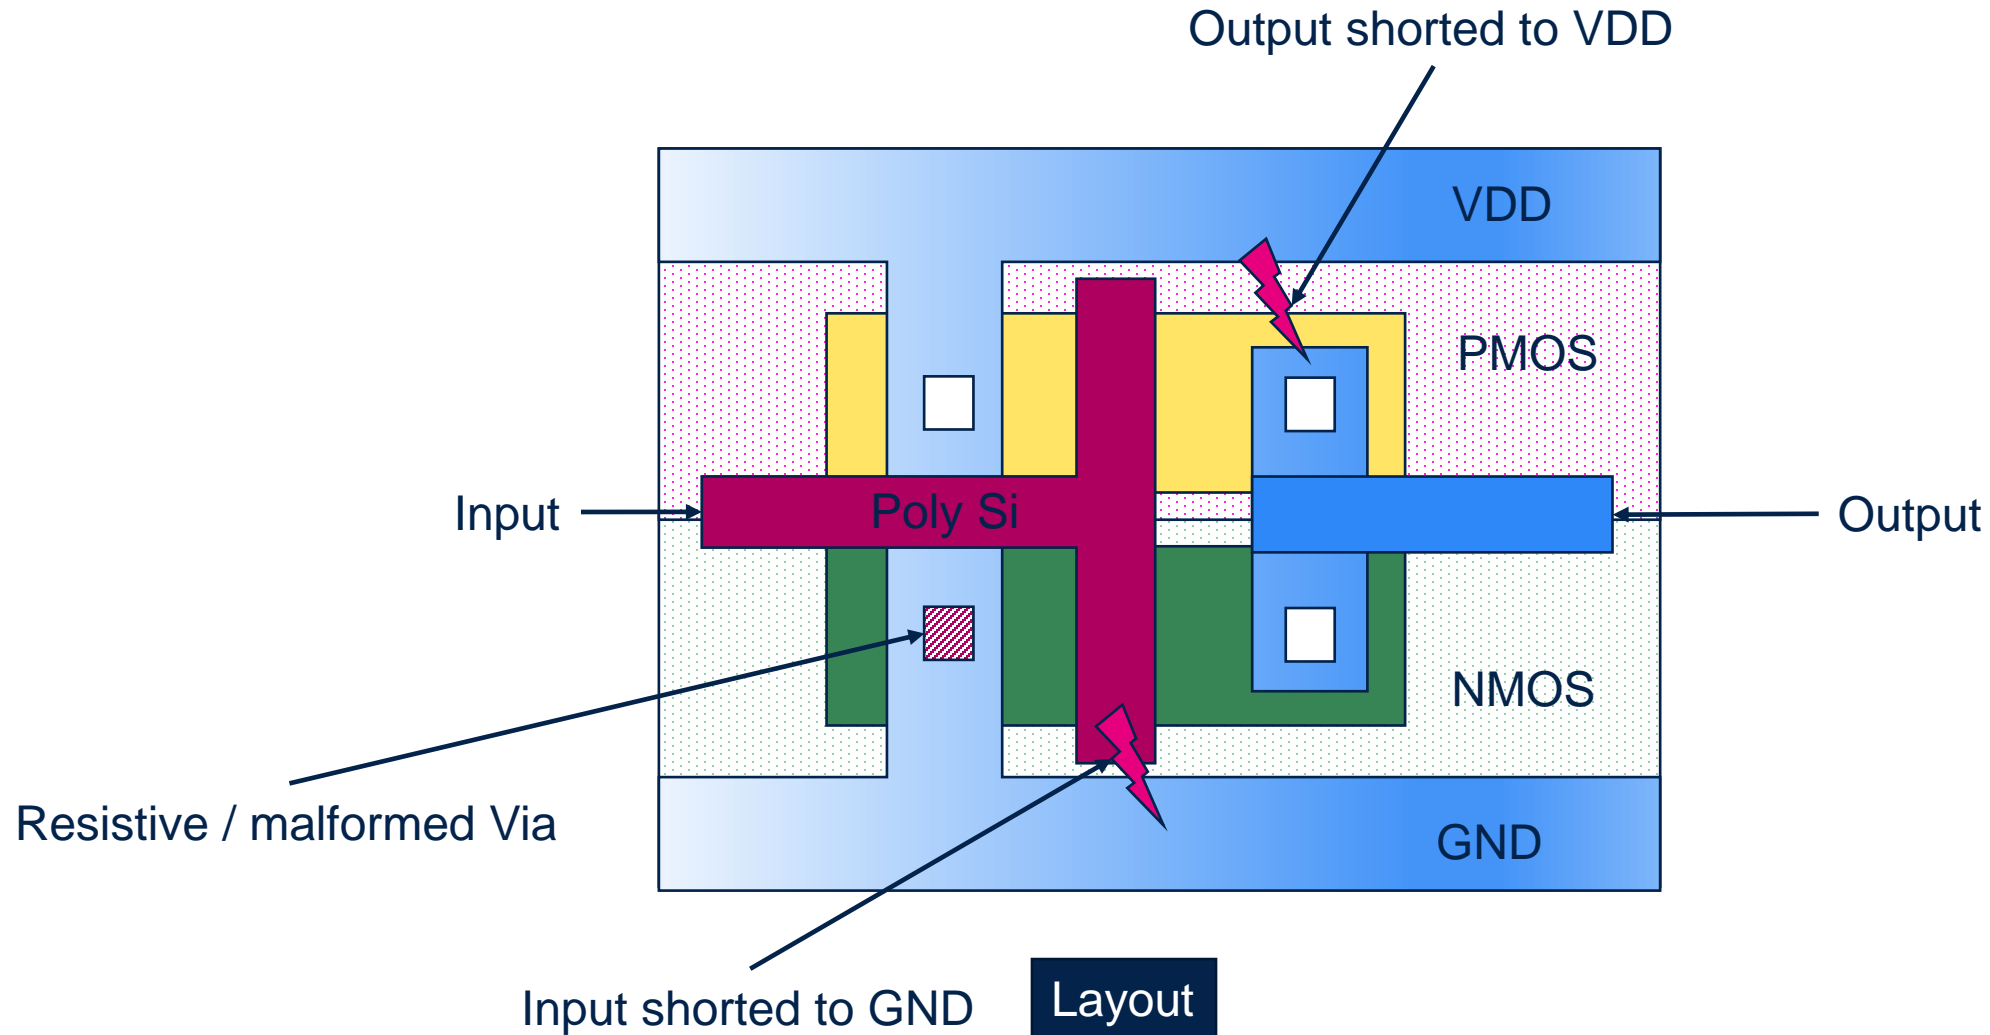 Output shorted to VDD
VDD
PMOS
Input
Poly Si
Output
NMOS
Resistive / malformed Via
GND
Input shorted to GND
Layout